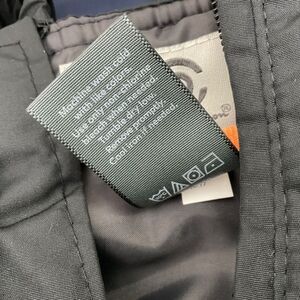 Machine wash cold
with like colors.
Use only non-chlorine
bleach when needed.
Tumble dry low.
Remove promptly.
Cool iron if needed.